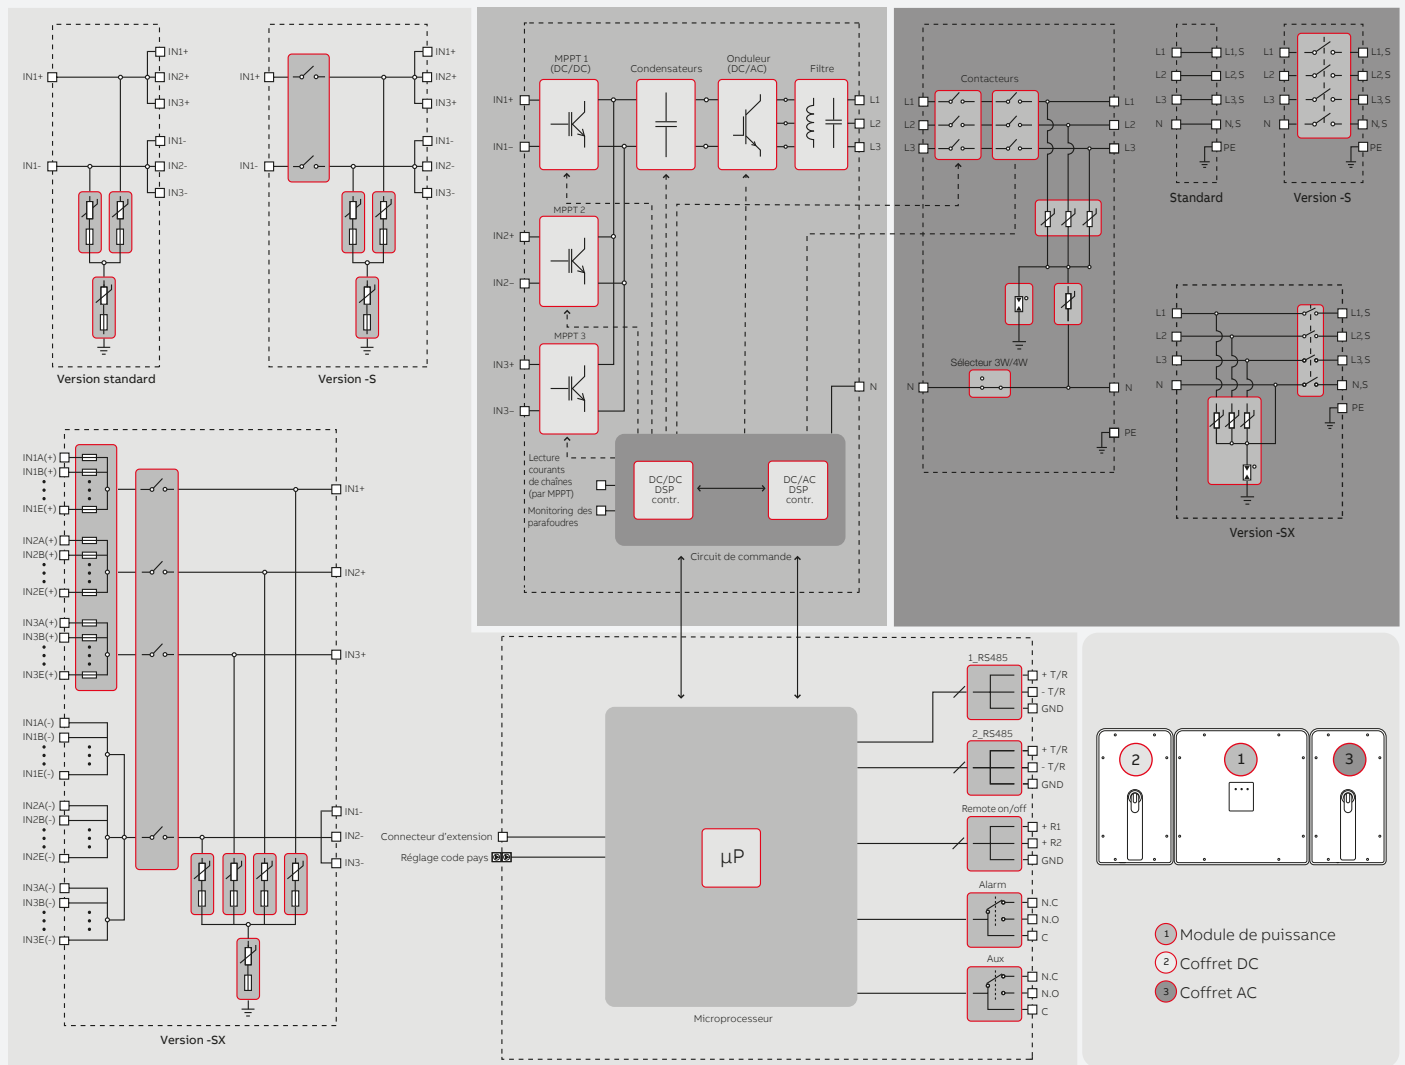 IN1+
IN1-
IN1+
IN2+
IN3+
IN1-
IN2-
IN3-
Version standard
IN1+
IN1-
IN1+
IN2+
IN3+
IN1-
IN2-
IN3-
Version -S
IN1A(+)
IN1B(+)
IN1E(+)
IN2A(+)
IN2B(+)
IN2E(+)
IN3A(+)
IN3B(+)
IN3E(+)
IN1A(-)
IN1B(-)
IN1E(-)
IN2A(-)
IN2B(-)
IN2E(-)
IN3A(-)
IN3B(-)
IN3E(-)
IN1+
IN2+
IN3+
IN1-
IN2-
IN3-
Version -SX
MPPT 1
(DC/DC)
Condensateurs
Onduleur
(DC/AC)
Filtre
IN1+
IN1–
L1
L2
L3
MPPT 2
IN2+
IN2–
MPPT 3
IN3+
IN3–
N
Lecture
courants
de chaînes
(par MPPT)
Monitoring des
parafoudres
DC/DC
DSP
contr.
DC/AC
DSP
contr.
Circuit de commande
Contacteurs
L1
L2
L3
L1
L2
L3
Sélecteur 3W/4W
N
N
PE
L1
L2
L3
N
L1,S
L2,S
L3,S
N,S
PE
Standard
L1
L2
L3
N
L1,S
L2,S
L3,S
N,S
PE
Version -S
L1
L2
L3
N
L1,S
L2,S
L3,S
N,S
PE
Version -SX
Connecteur d'extension
Réglage code pays
µP
Microprocesseur
1_RS485
+ T/R
- T/R
GND
2_RS485
+ T/R
- T/R
GND
Remote on/off
+ R1
+ R2
GND
Alarm
N.C
N.O
C
Aux
N.C
N.O
C
2
1
3
1 Module de puissance
2 Coffret DC
3 Coffret AC